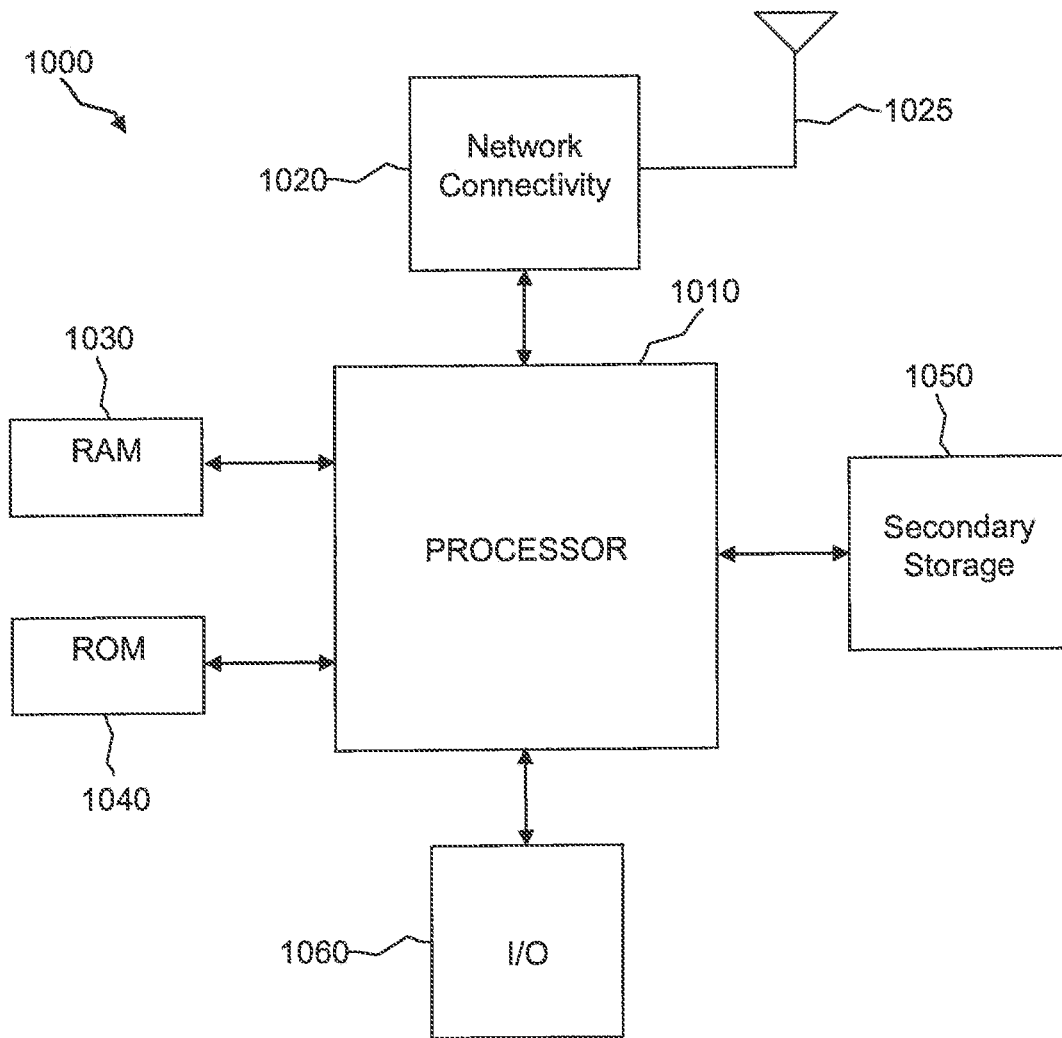 1000
Network
Connectivity
1020
1025
1010
1030
RAM
PROCESSOR
1050
Secondary
Storage
ROM
1040
1060
I/O